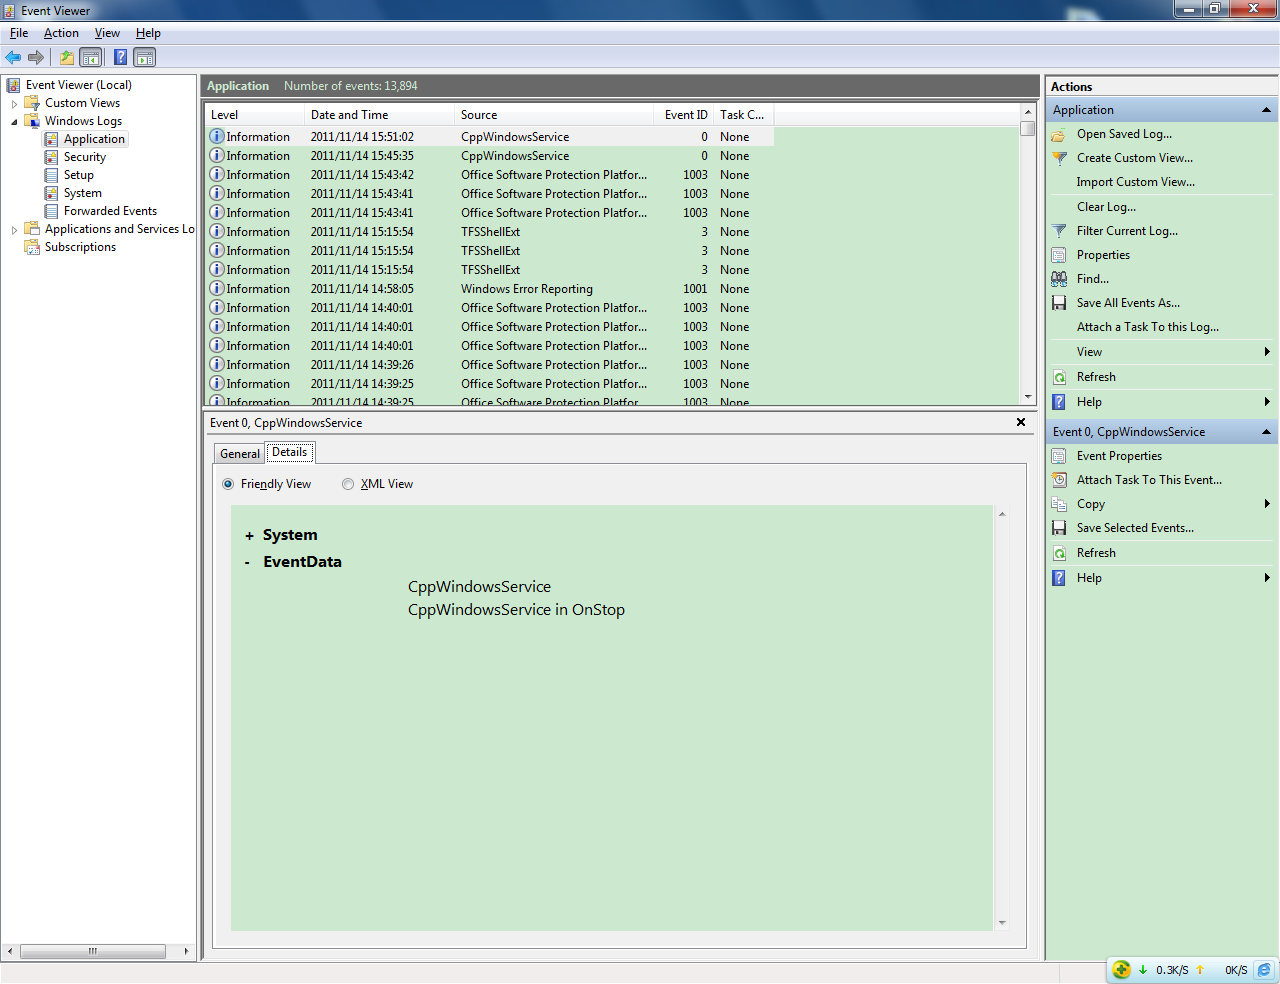 Event Viewer
File Action View Help
Event Viewer (Local)
Custom Views
Windows Logs
Application
Security
Setup
System
Forwarded Events
Applications and Services Lo
Subscriptions
Application Number of events: 13,894
Level Date and Time Source Event ID Task C...
Information 2011/11/14 15:51:02 CppWindowsService 0 None
Information 2011/11/14 15:45:35 CppWindowsService 0 None
Information 2011/11/14 15:43:42 Office Software Protection Platfor... 1003 None
Information 2011/11/14 15:43:41 Office Software Protection Platfor... 1003 None
Information 2011/11/14 15:43:41 Office Software Protection Platfor... 1003 None
Information 2011/11/14 15:15:54 TFSShellExt 3 None
Information 2011/11/14 15:15:54 TFSShellExt 3 None
Information 2011/11/14 15:15:54 TFSShellExt 3 None
Information 2011/11/14 14:58:05 Windows Error Reporting 1001 None
Information 2011/11/14 14:40:01 Office Software Protection Platfor... 1003 None
Information 2011/11/14 14:40:01 Office Software Protection Platfor... 1003 None
Information 2011/11/14 14:40:01 Office Software Protection Platfor... 1003 None
Information 2011/11/14 14:39:26 Office Software Protection Platfor... 1003 None
Information 2011/11/14 14:39:25 Office Software Protection Platfor... 1003 None
Information 2011/11/14 14:39:25 Office Software Protection Platfor... 1003 None
Event 0, CppWindowsService
General Details
Friendly View XML View
+ System
- EventData
CppWindowsService
CppWindowsService in OnStop
Actions
Application
Open Saved Log...
Create Custom View...
Import Custom View...
Clear Log...
Filter Current Log...
Properties
Find...
Save All Events As...
Attach a Task To this Log...
View
Refresh
Help
Event 0, CppWindowsService
Event Properties
Attach Task To This Event...
Copy
Save Selected Events...
Refresh
Help
0.3K/S 0K/S